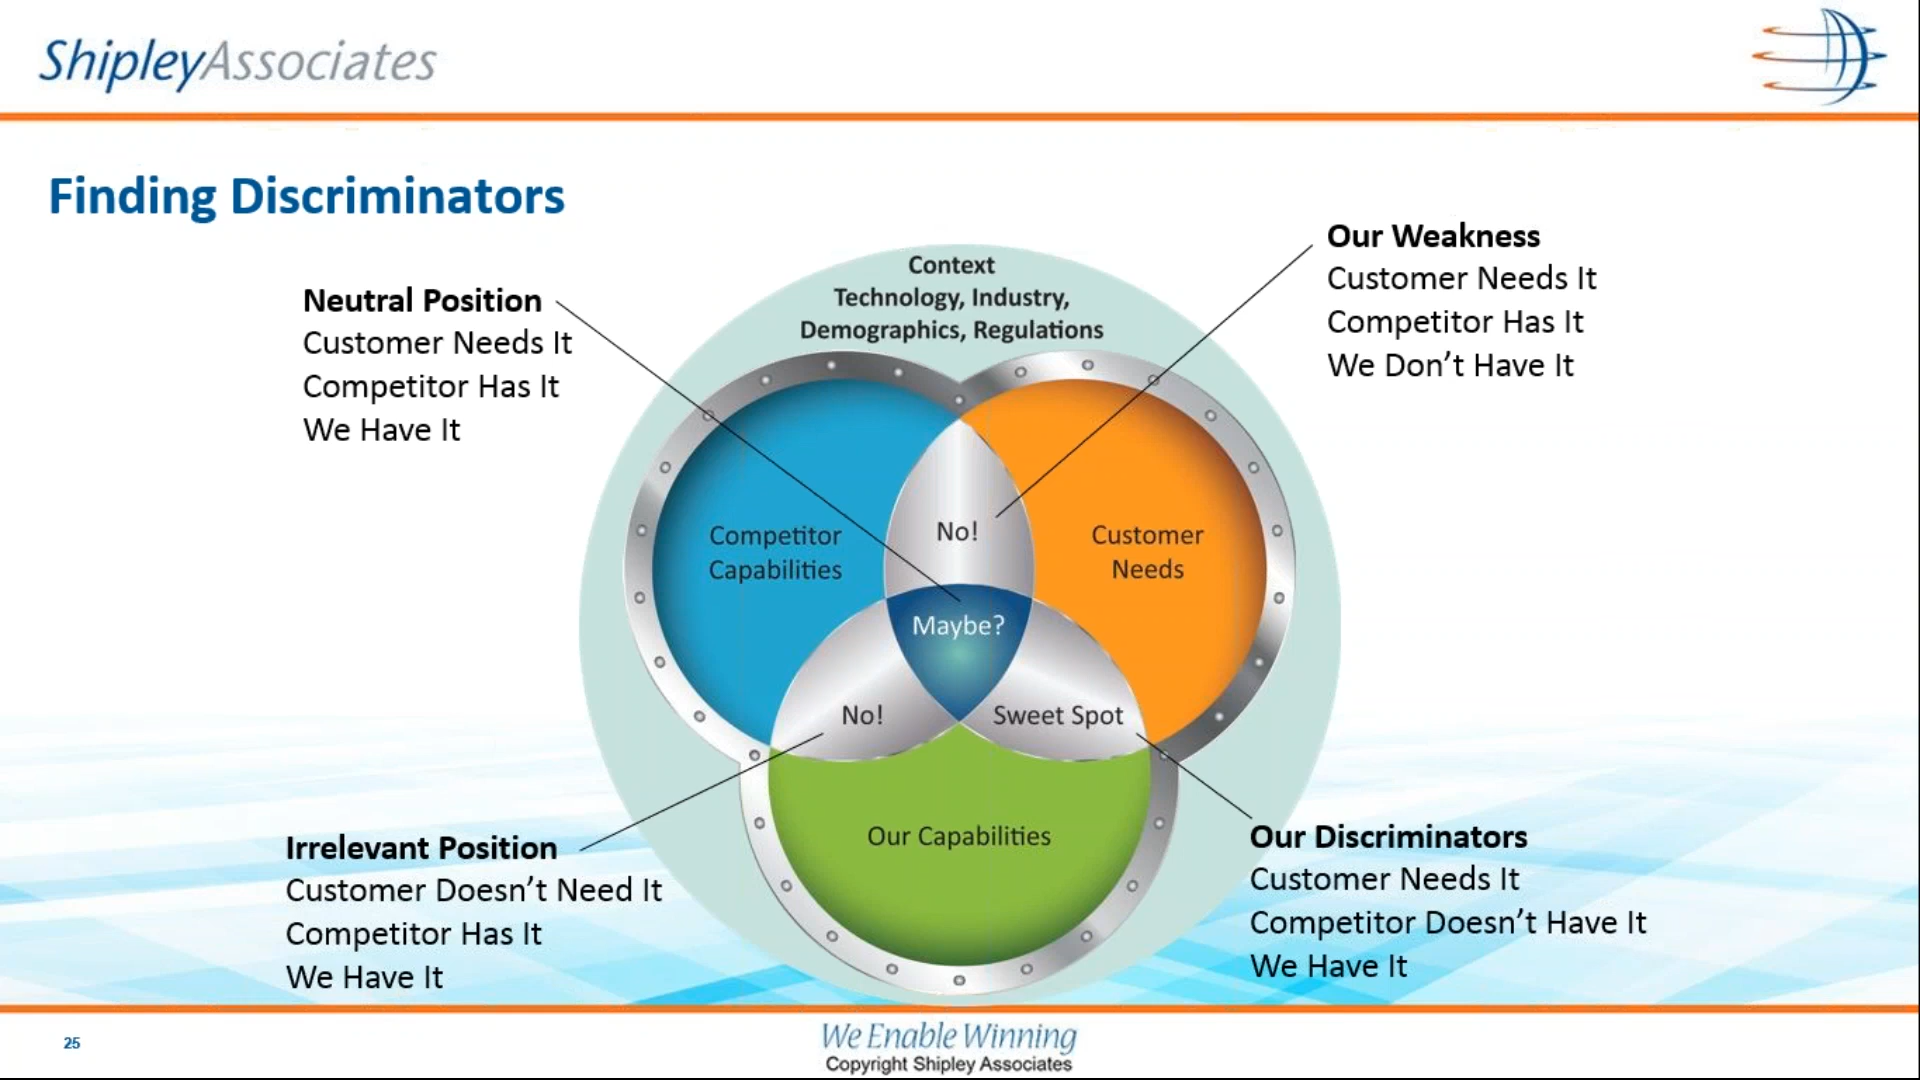 ShipleyAssociates
Finding Discriminators
Our Weakness
Customer Needs It
Competitor Has It
We Don’t Have It
Neutral Position
Customer Needs It
Competitor Has It
We Have It
Context
Technology, Industry,
Demographics, Regulations
Competitor
Capabilities
No!
Customer
Needs
Maybe?
No!
Sweet Spot
Our Capabilities
Irrelevant Position
Customer Doesn’t Need It
Competitor Has It
We Have It
Our Discriminators
Customer Needs It
Competitor Doesn’t Have It
We Have It
25
We Enable Winning
Copyright Shipley Associates